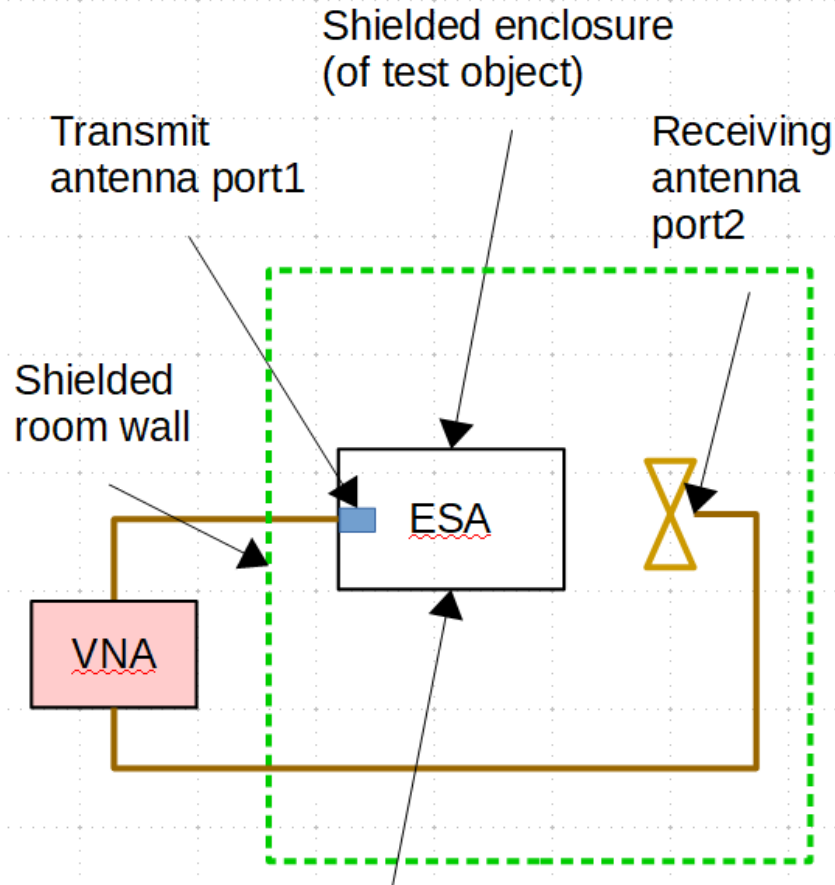 Shielded enclosure
(of test object)
Transmit
antenna port1
Receiving
antenna
port2
Shielded
room wall
ESA
VNA